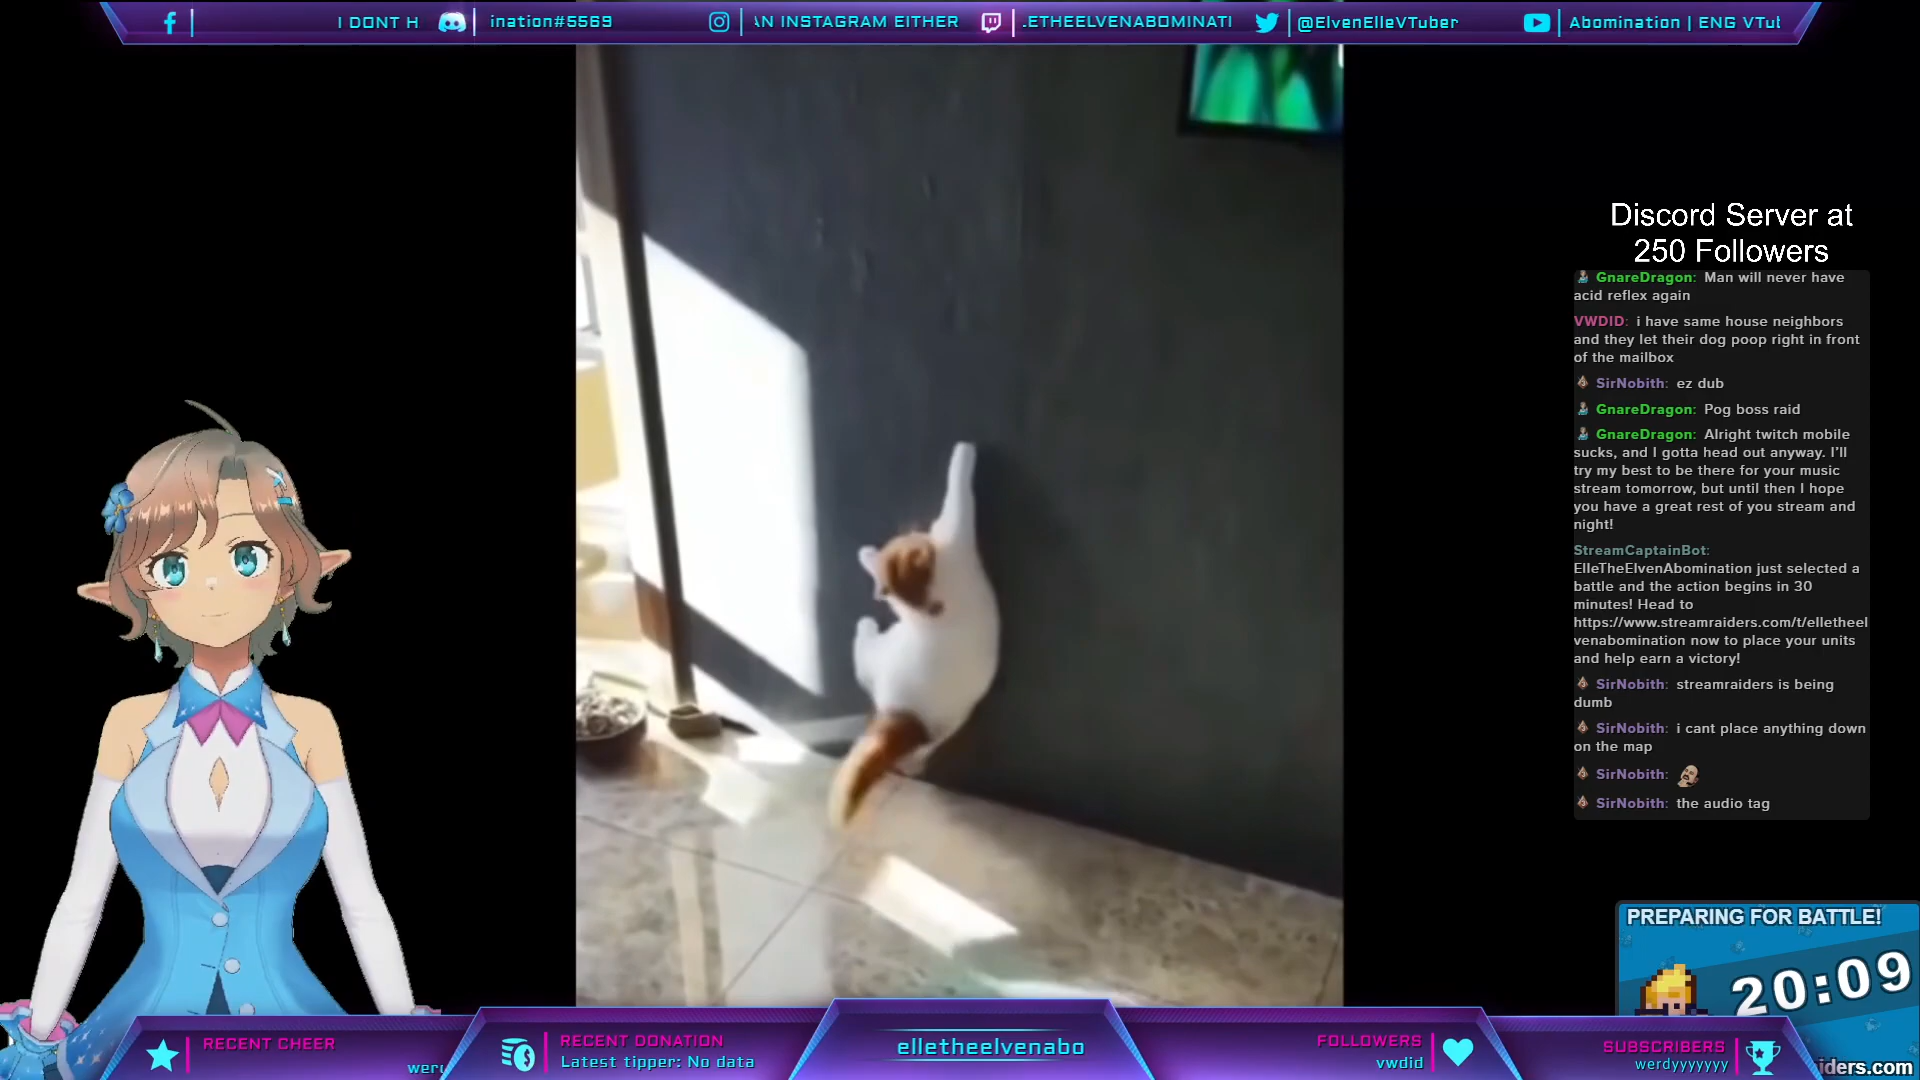 I DONT H
ination#5569
AN INSTAGRAM EITHER
.ETHEELVENABOMINATI
@ElvenElleVTuber
Abomination | ENG VTub
Discord Server at
250 Followers
GnareDragon: Man will never have
acid reflex again
VWDID: i have same house neighbors
and they let their dog poop right in front
of the mailbox
SirNobith: ez dub
GnareDragon: Pog boss raid
GnareDragon: Alright twitch mobile
sucks, and I gotta head out anyway. I'll
try my best to be there for your music
stream tomorrow, but until then I hope
you have a great rest of you stream and
night!
StreamCaptainBot:
ElleTheElvenAbomination just selected a
battle and the action begins in 30
minutes! Head to
https://www.streamraiders.com/t/elletheel
venabomination now to place your units
and help earn a victory!
SirNobith: streamraiders is being
dumb
SirNobith: i cant place anything down
on the map
SirNobith:
SirNobith: the audio tag
PREPARING FOR BATTLE!
20:09
iders.com
RECENT CHEER
wer
RECENT DONATION
Latest tipper: No data
elletheelvenabo
FOLLOWERS
vwdid
SUBSCRIBERS
werdyyyyyyy